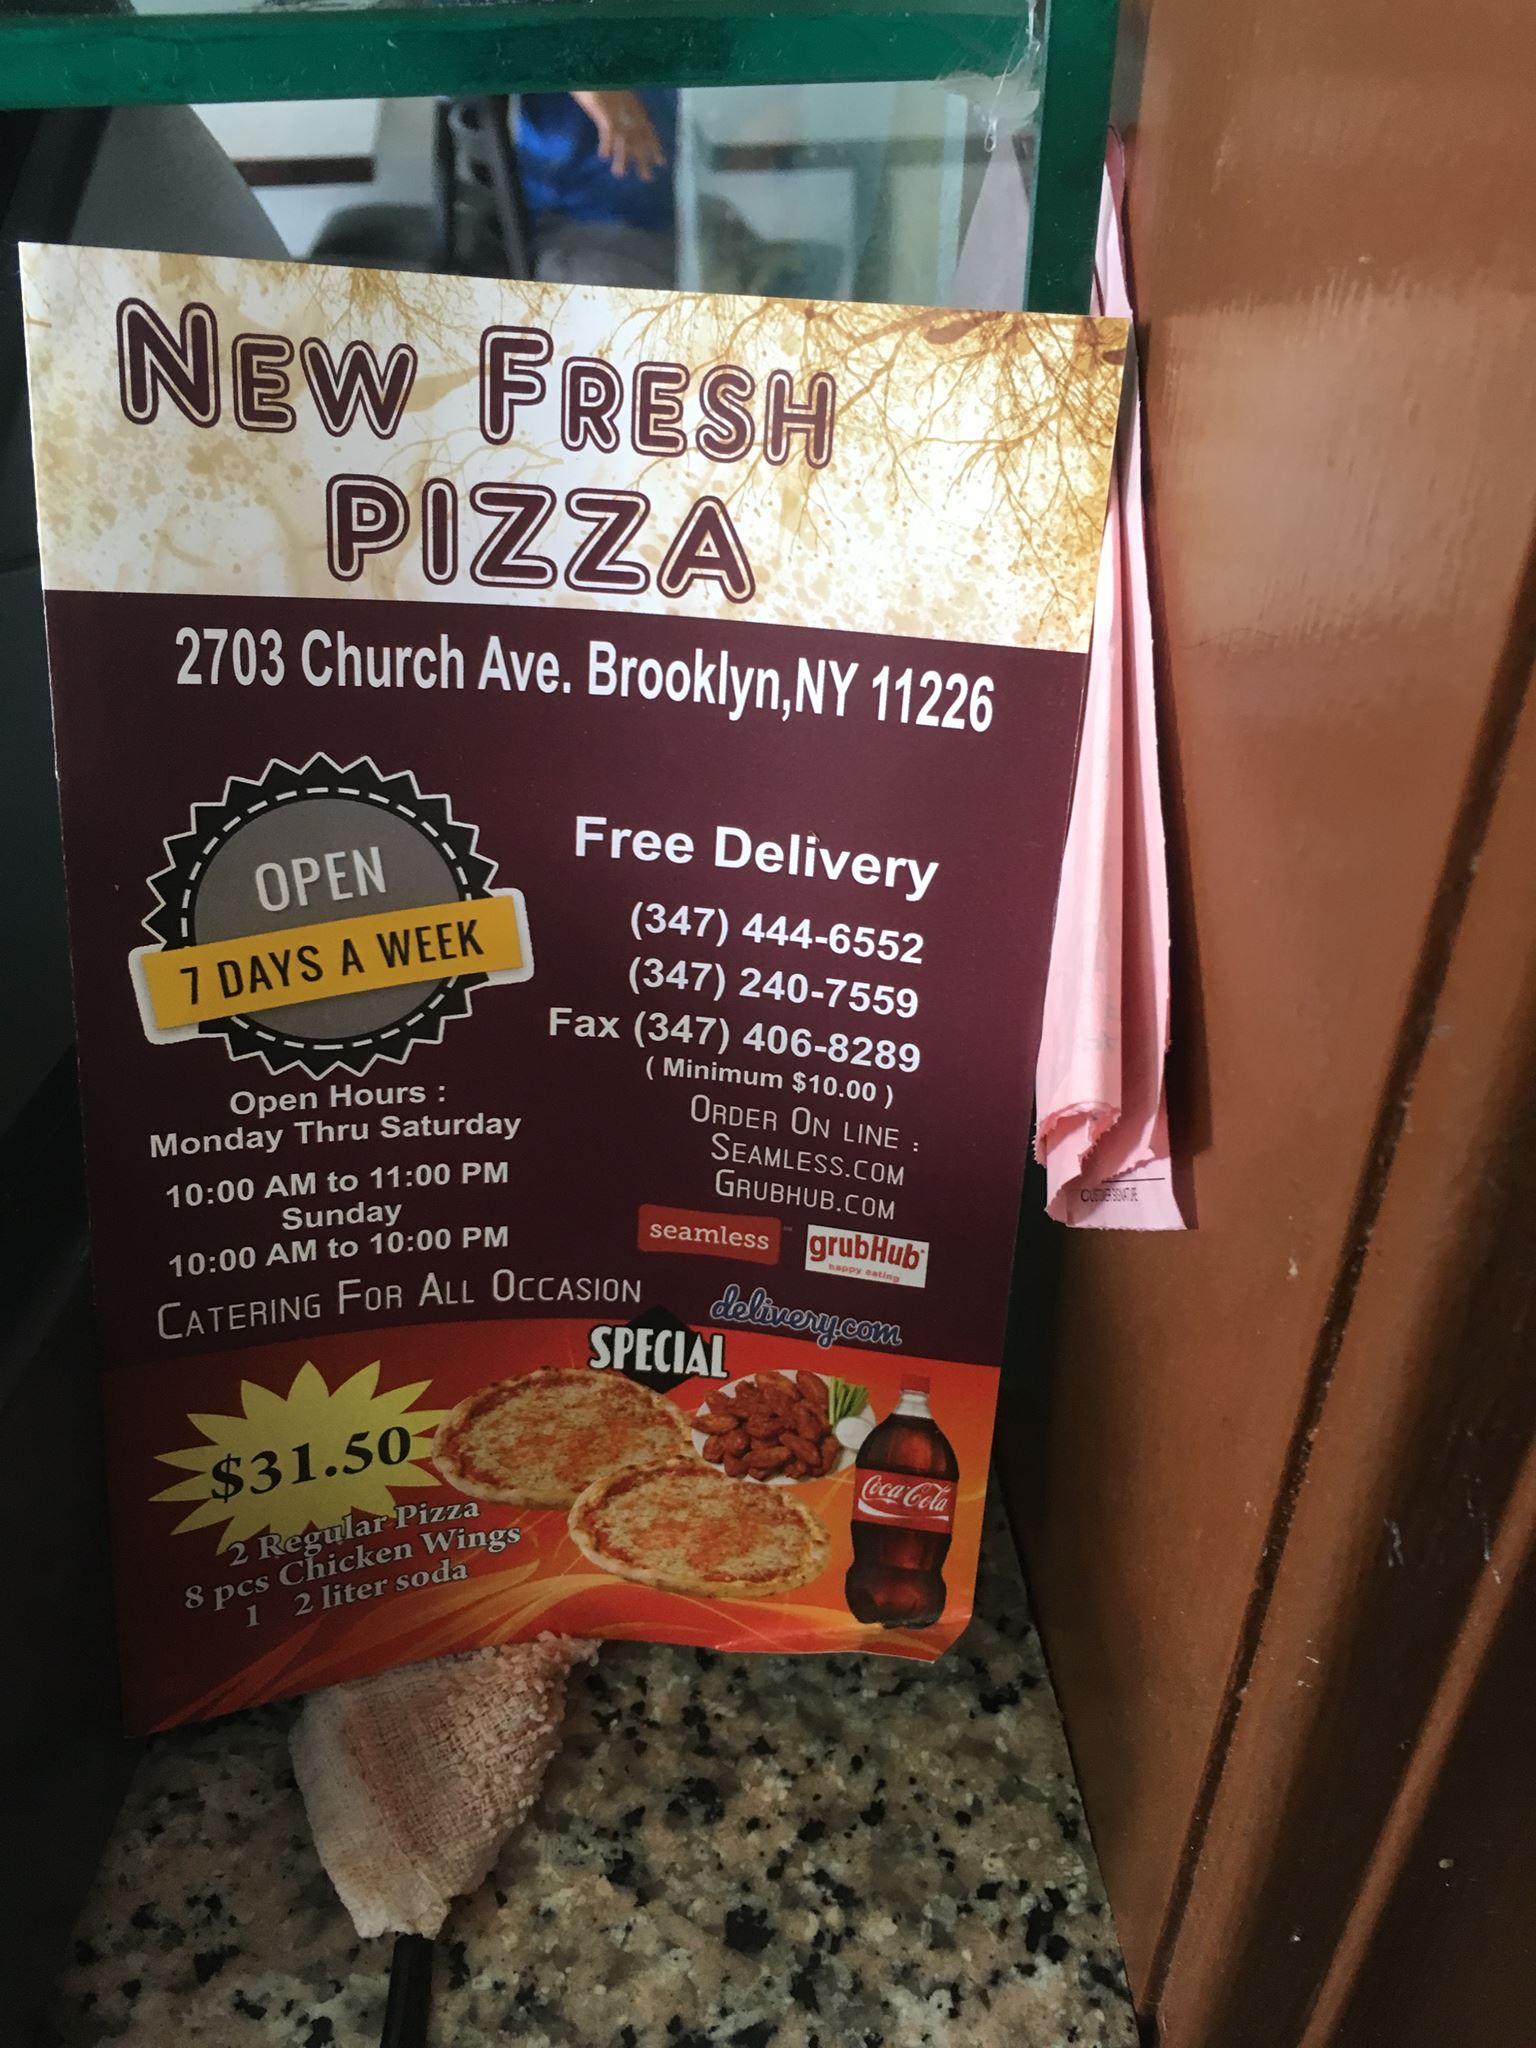 NEW FRESH
PIZZA
2703 Church Ave. Brooklyn,NY 11226
OPEN
7 DAYS A WEEK
Open Hours :
Monday Thru Saturday
10:00 AM to 11:00 PM
Sunday
10:00 AM to 10:00 PM
CATERING FOR ALL OCCASION
Free Delivery
(347) 444-6552
(347) 240-7559
Fax (347) 406-8289
( Minimum $10.00 )
ORDER ON LINE :
SEAMLESS.COM
GRUBHUB.COM
seamless™
grubHub
happy eating
delivery.com
SPECIAL
$31.50
2 Regular Pizza
8 pcs Chicken Wings
1 2 liter soda
Coca-Cola